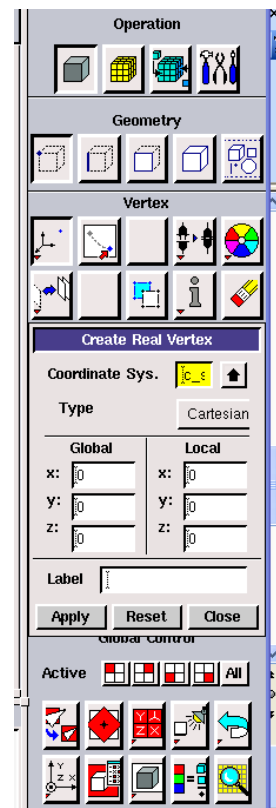 Operation
Geometry
Vertex
Create Real Vertex
Coordinate Sys. c_s
Type Cartesian
Global Local
x: 0 x: 0
y: 0 y: 0
z: 0 z: 0
Label
Apply Reset Close
Global Control
Active All